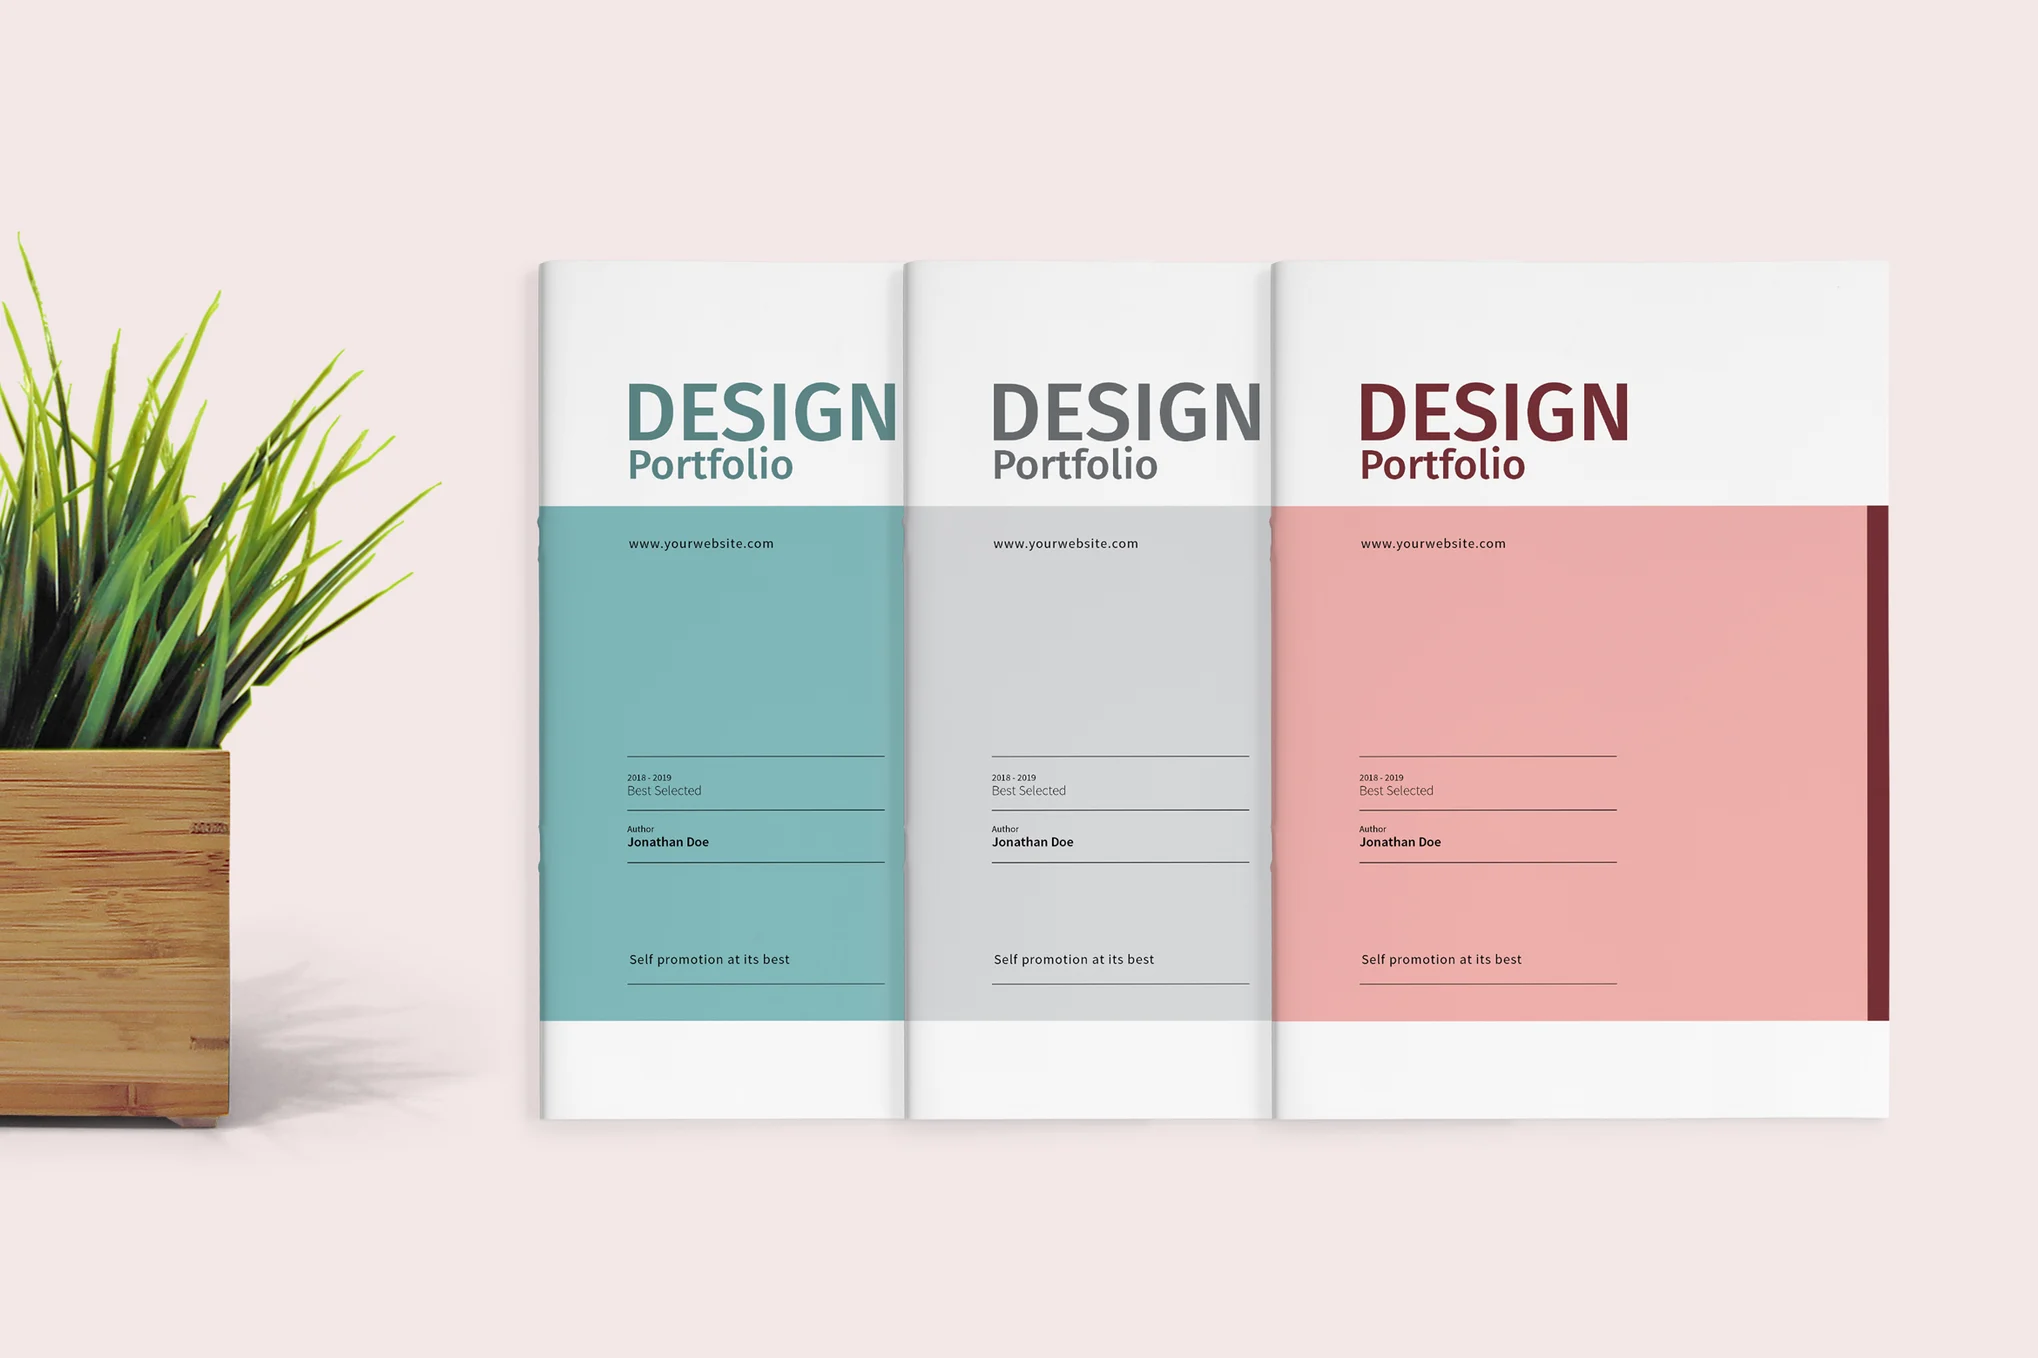 DESIGN
Portfolio
www.yourwebsite.com
2018 - 2019
Best Selected
Author
Jonathan Doe
Self promotion at its best
DESIGN
Portfolio
www.yourwebsite.com
2018 - 2019
Best Selected
Author
Jonathan Doe
Self promotion at its best
DESIGN
Portfolio
www.yourwebsite.com
2018 - 2019
Best Selected
Author
Jonathan Doe
Self promotion at its best